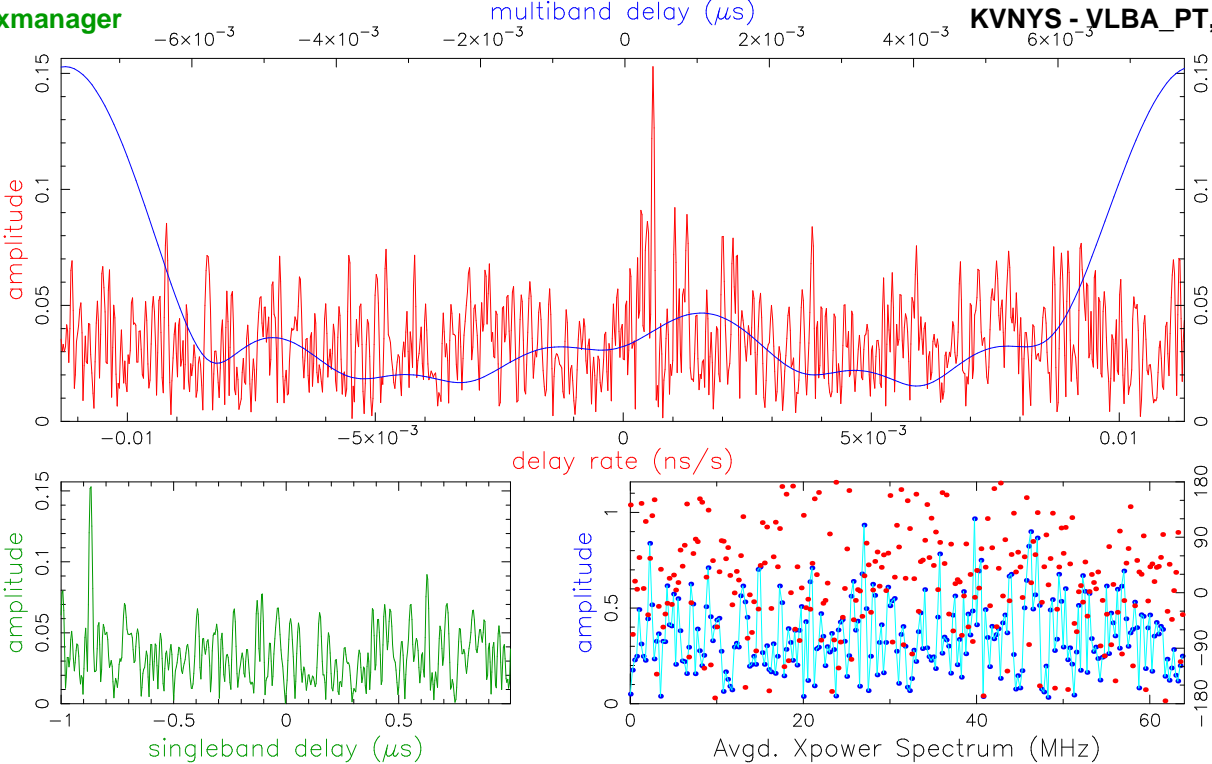 xmanager
multiband delay (μs)
KVNYS - VLBA_PT,
−6×10⁻³ −4×10⁻³ −2×10⁻³ 0 2×10⁻³ 4×10⁻³ 6×10⁻³
amplitude
0 0.05 0.1 0.15
0 0.05 0.1 0.15
−0.01 −5×10⁻³ 0 5×10⁻³ 0.01
delay rate (ns/s)
amplitude
0 0.05 0.1 0.15
−1 −0.5 0 0.5
singleband delay (μs)
amplitude
0 0.5 1
−180 −90 0 90 180
0 20 40 60
Avgd. Xpower Spectrum (MHz)